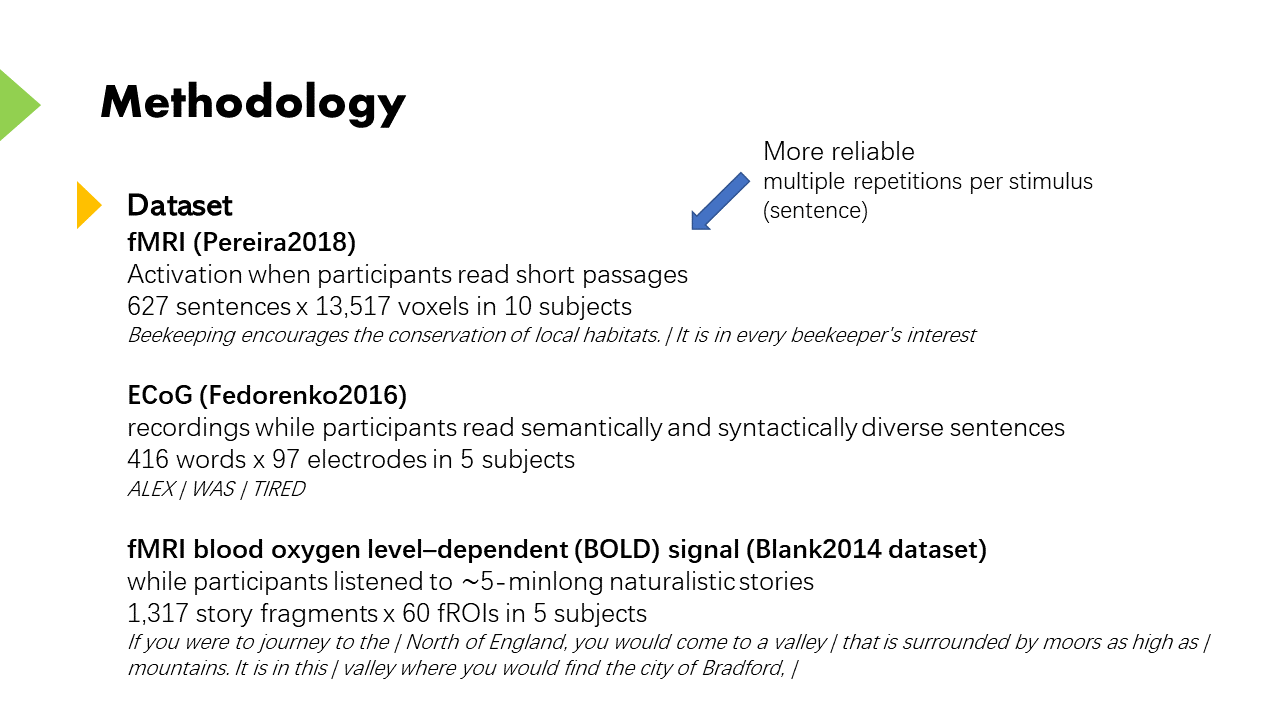 Methodology
More reliable
multiple repetitions per stimulus
(sentence)
Dataset
fMRI (Pereira2018)
Activation when participants read short passages
627 sentences x 13,517 voxels in 10 subjects
Beekeeping encourages the conservation of local habitats. | It is in every beekeeper's interest
ECoG (Fedorenko2016)
recordings while participants read semantically and syntactically diverse sentences
416 words x 97 electrodes in 5 subjects
ALEX | WAS | TIRED
fMRI blood oxygen level–dependent (BOLD) signal (Blank2014 dataset)
while participants listened to ~5-minlong naturalistic stories
1,317 story fragments x 60 fROIs in 5 subjects
If you were to journey to the | North of England, you would come to a valley | that is surrounded by moors as high as |
mountains. It is in this | valley where you would find the city of Bradford, |